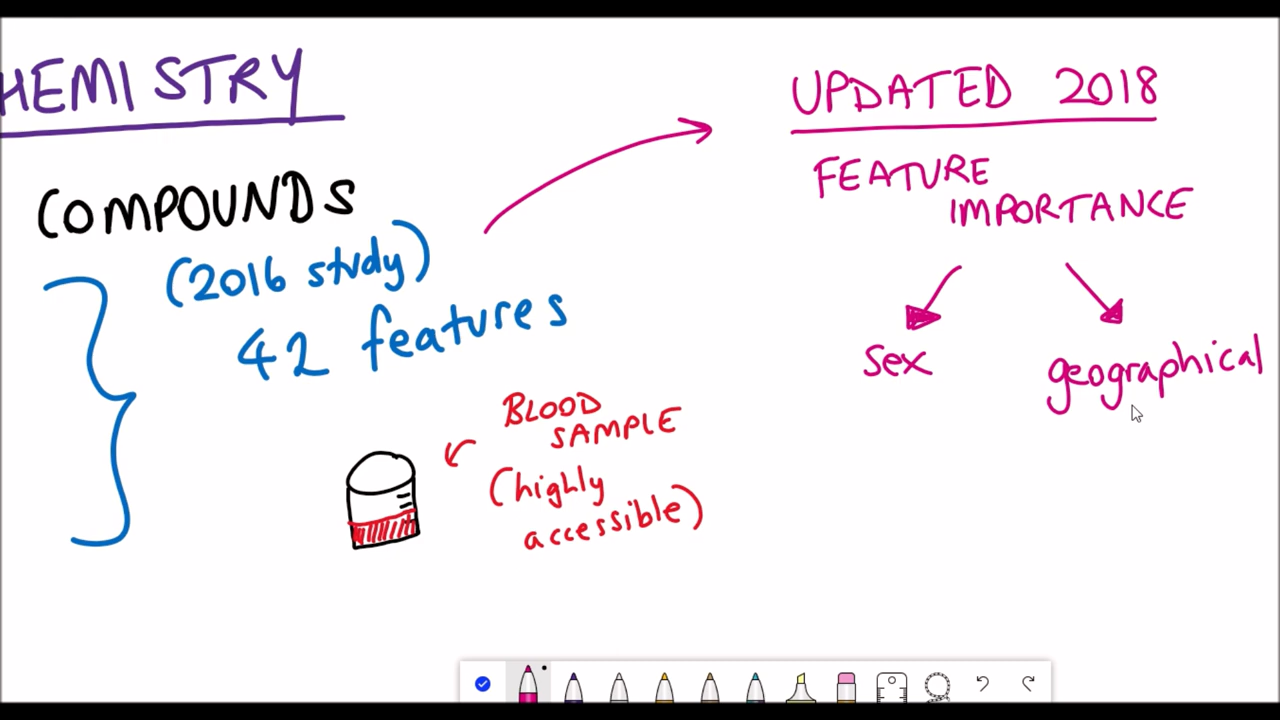 HEMISTRY
COMPOUNDS
(2016 study)
42 features
BLOOD
SAMPLE
(highly
accessible)
UPDATED 2018
FEATURE
IMPORTANCE
sex
geographical